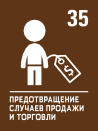 35
ПРЕДОТВРАЩЕНИЕ
СЛУЧАЕВ ПРОДАЖИ
И ТОРГОВЛИ